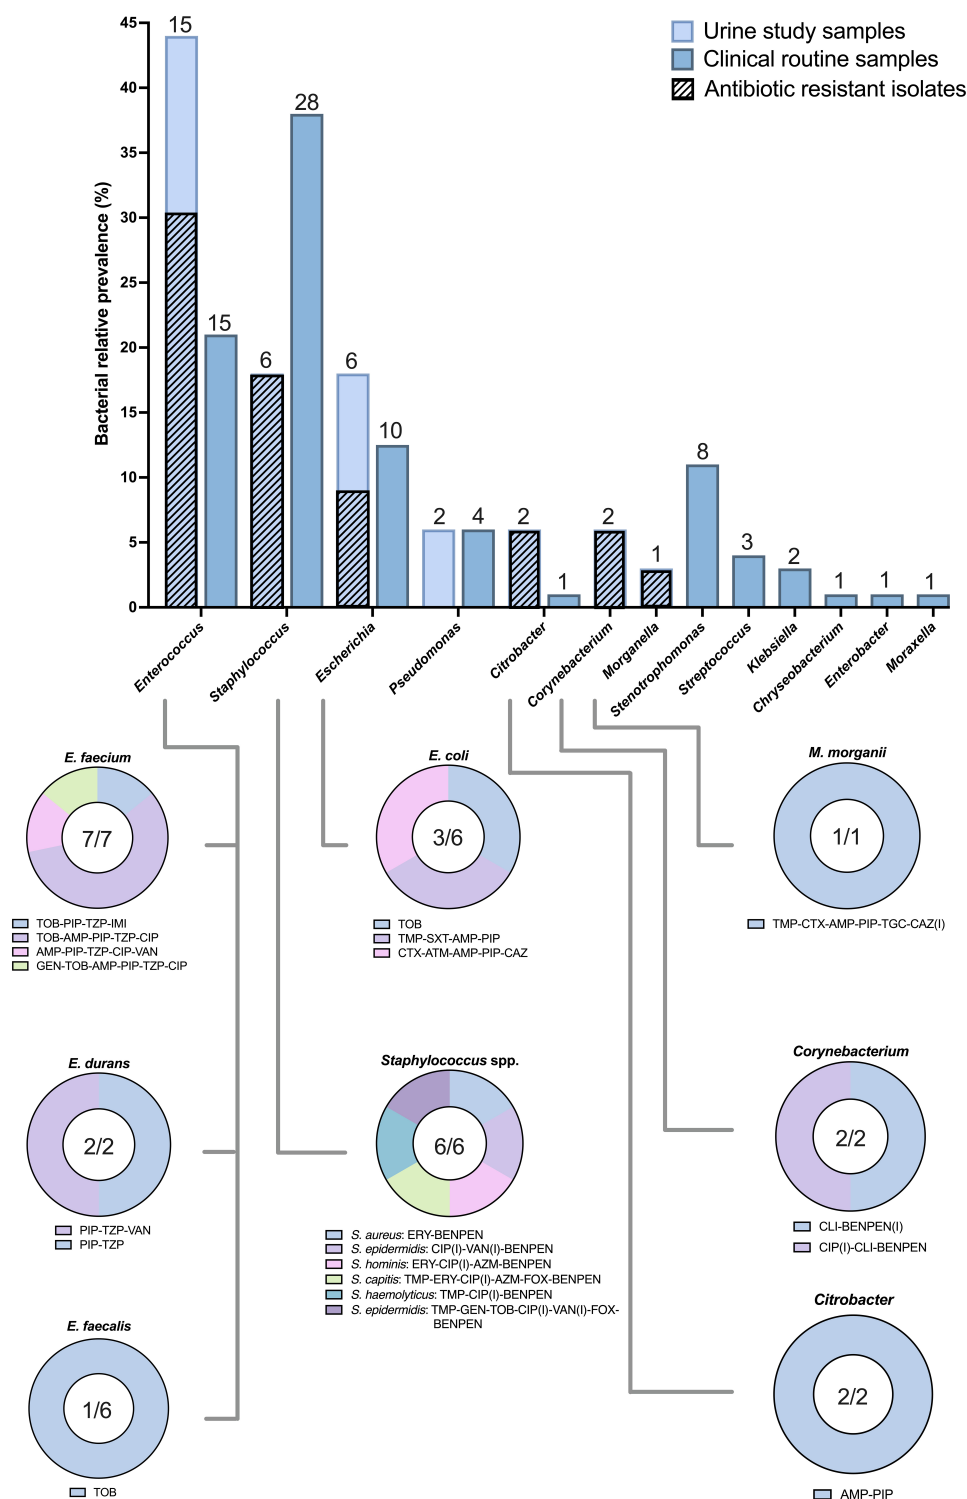 Urine study samples
Clinical routine samples
Antibiotic resistant isolates
Bacterial relative prevalence (%)
45
40
35
30
25
20
15
10
5
0
15
15
6
28
6
10
2
4
2
1
2
1
8
3
2
1
1
1
Enterococcus
Staphylococcus
Escherichia
Pseudomonas
Citrobacter
Corynebacterium
Morganella
Stenotrophomonas
Streptococcus
Klebsiella
Chryseobacterium
Enterobacter
Moraxella
E. faecium
7/7
TOB-PIP-TZP-IMI
TOB-AMP-PIP-TZP-CIP
AMP-PIP-TZP-CIP-VAN
GEN-TOB-AMP-PIP-TZP-CIP
E. coli
3/6
TOB
TMP-SXT-AMP-PIP
CTX-ATM-AMP-PIP-CAZ
M. morganii
1/1
TMP-CTX-AMP-PIP-TGC-CAZ(I)
E. durans
2/2
PIP-TZP-VAN
PIP-TZP
Staphylococcus spp.
6/6
S. aureus: ERY-BENPEN
S. epidermidis: CIP(I)-VAN(I)-BENPEN
S. hominis: ERY-CIP(I)-AZM-BENPEN
S. capitis: TMP-ERY-CIP(I)-AZM-FOX-BENPEN
S. haemolyticus: TMP-CIP(I)-BENPEN
S. epidermidis: TMP-GEN-TOB-CIP(I)-VAN(I)-FOX-
BENPEN
Corynebacterium
2/2
CLI-BENPEN(I)
CIP(I)-CLI-BENPEN
E. faecalis
1/6
TOB
Citrobacter
2/2
AMP-PIP